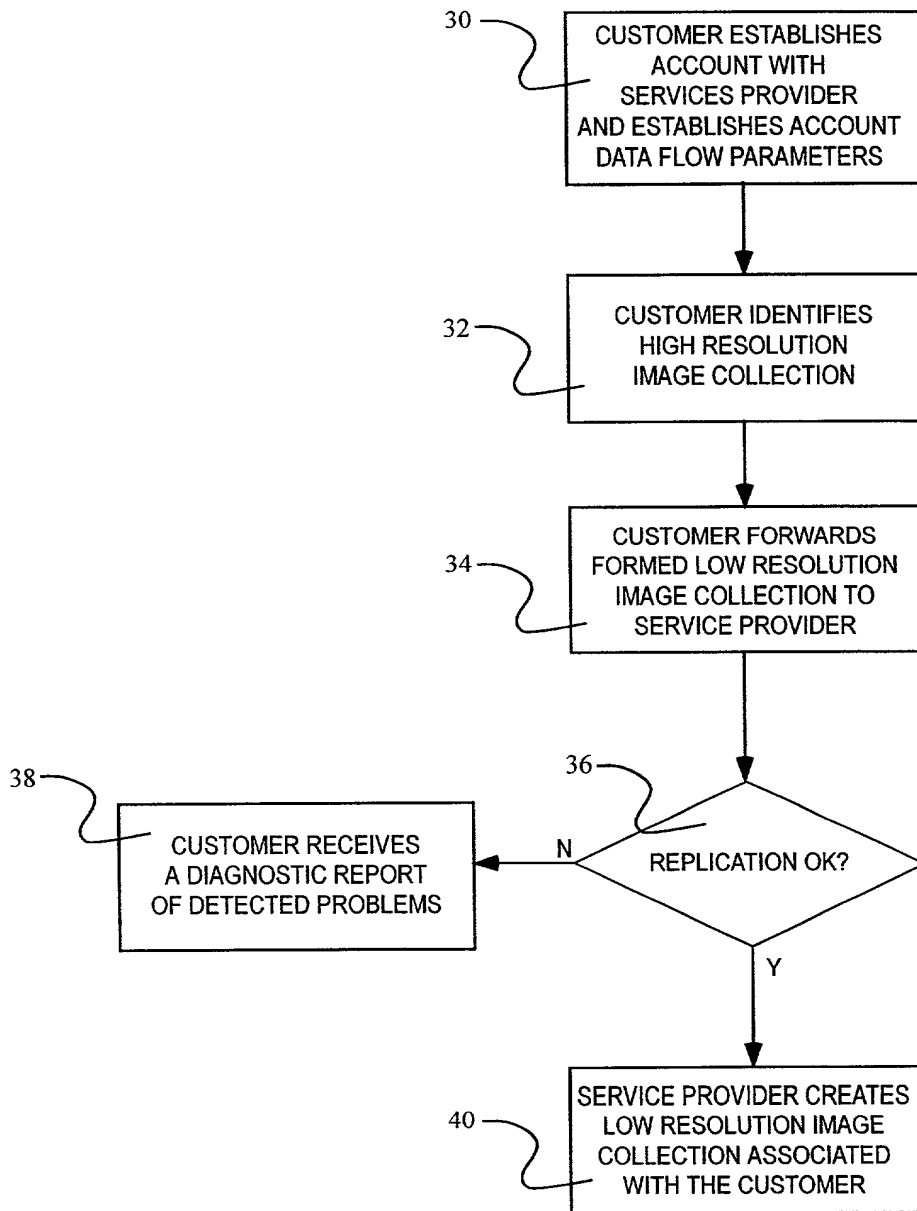 30
CUSTOMER ESTABLISHES
ACCOUNT WITH
SERVICES PROVIDER
AND ESTABLISHES ACCOUNT
DATA FLOW PARAMETERS
32
CUSTOMER IDENTIFIES
HIGH RESOLUTION
IMAGE COLLECTION
34
CUSTOMER FORWARDS
FORMED LOW RESOLUTION
IMAGE COLLECTION TO
SERVICE PROVIDER
36
REPLICATION OK?
N
Y
38
CUSTOMER RECEIVES
A DIAGNOSTIC REPORT
OF DETECTED PROBLEMS
40
SERVICE PROVIDER CREATES
LOW RESOLUTION IMAGE
COLLECTION ASSOCIATED
WITH THE CUSTOMER